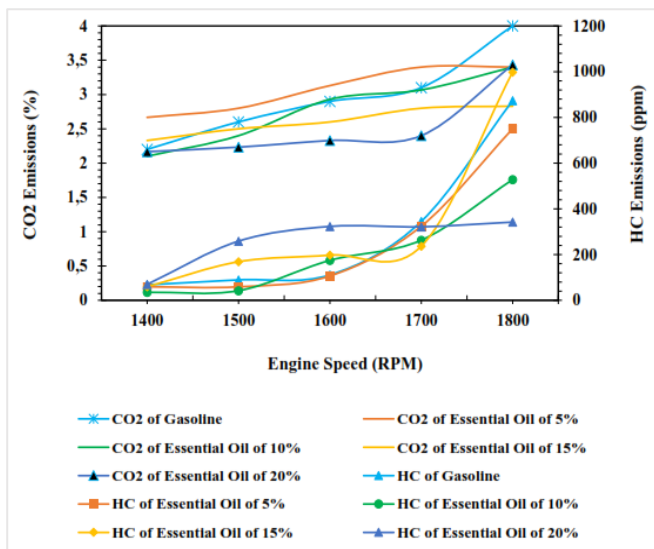 4
3,5
3
2,5
2
1,5
1
0,5
0
CO2 Emissions (%)
1200
1000
800
600
400
200
0
HC Emissions (ppm)
1400 1500 1600 1700 1800
Engine Speed (RPM)
CO2 of Gasoline CO2 of Essential Oil of 5%
CO2 of Essential Oil of 10% CO2 of Essential Oil of 15%
CO2 of Essential Oil of 20% HC of Gasoline
HC of Essential Oil of 5% HC of Essential Oil of 10%
HC of Essential Oil of 15% HC of Essential Oil of 20%